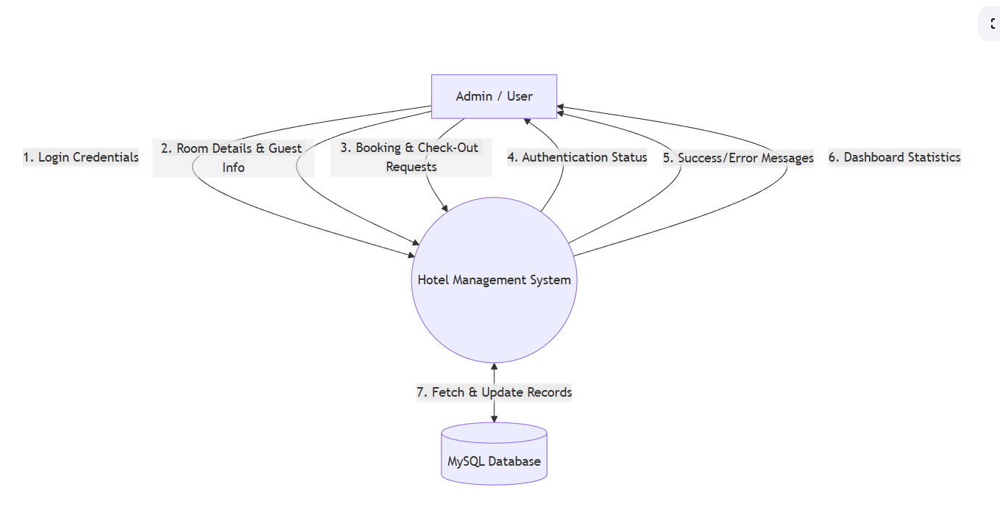 Admin / User
1. Login Credentials
2. Room Details & Guest
Info
3. Booking & Check-Out
Requests
4. Authentication Status
5. Success/Error Messages
6. Dashboard Statistics
Hotel Management System
7. Fetch & Update Records
MySQL Database